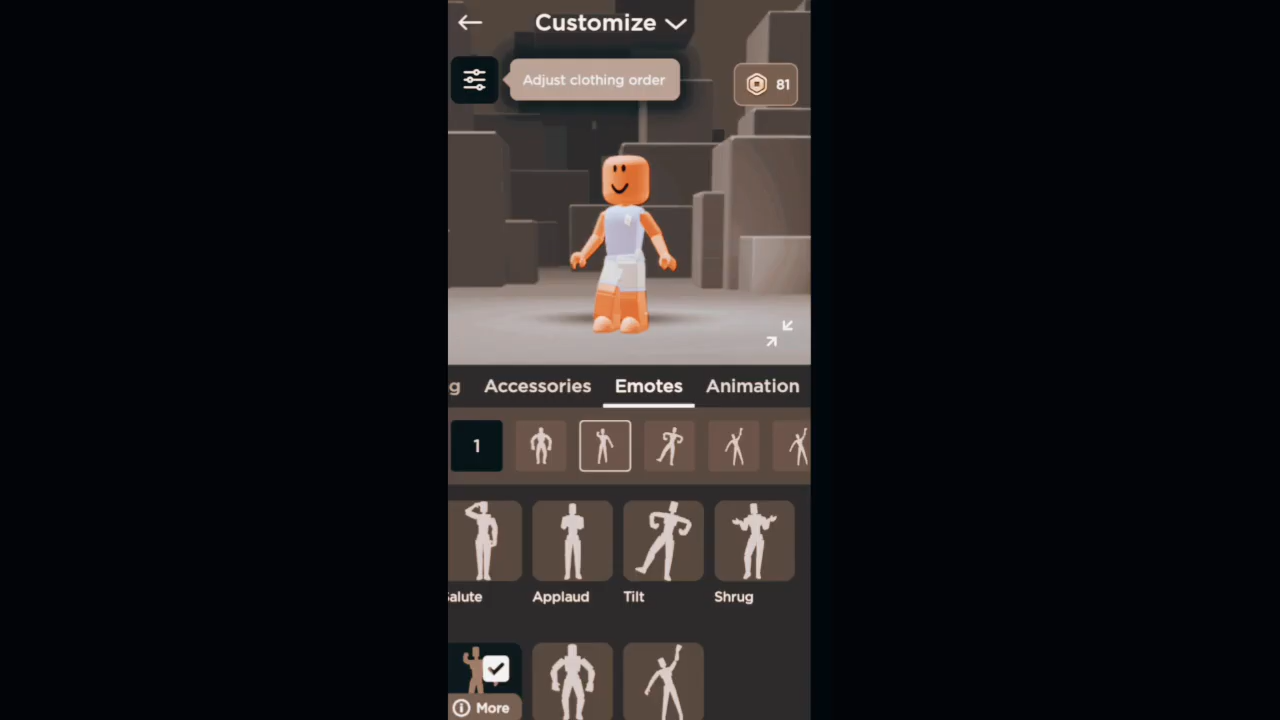 Customize
Adjust clothing order
81
g Accessories Emotes Animation
1
alute Applaud Tilt Shrug
More